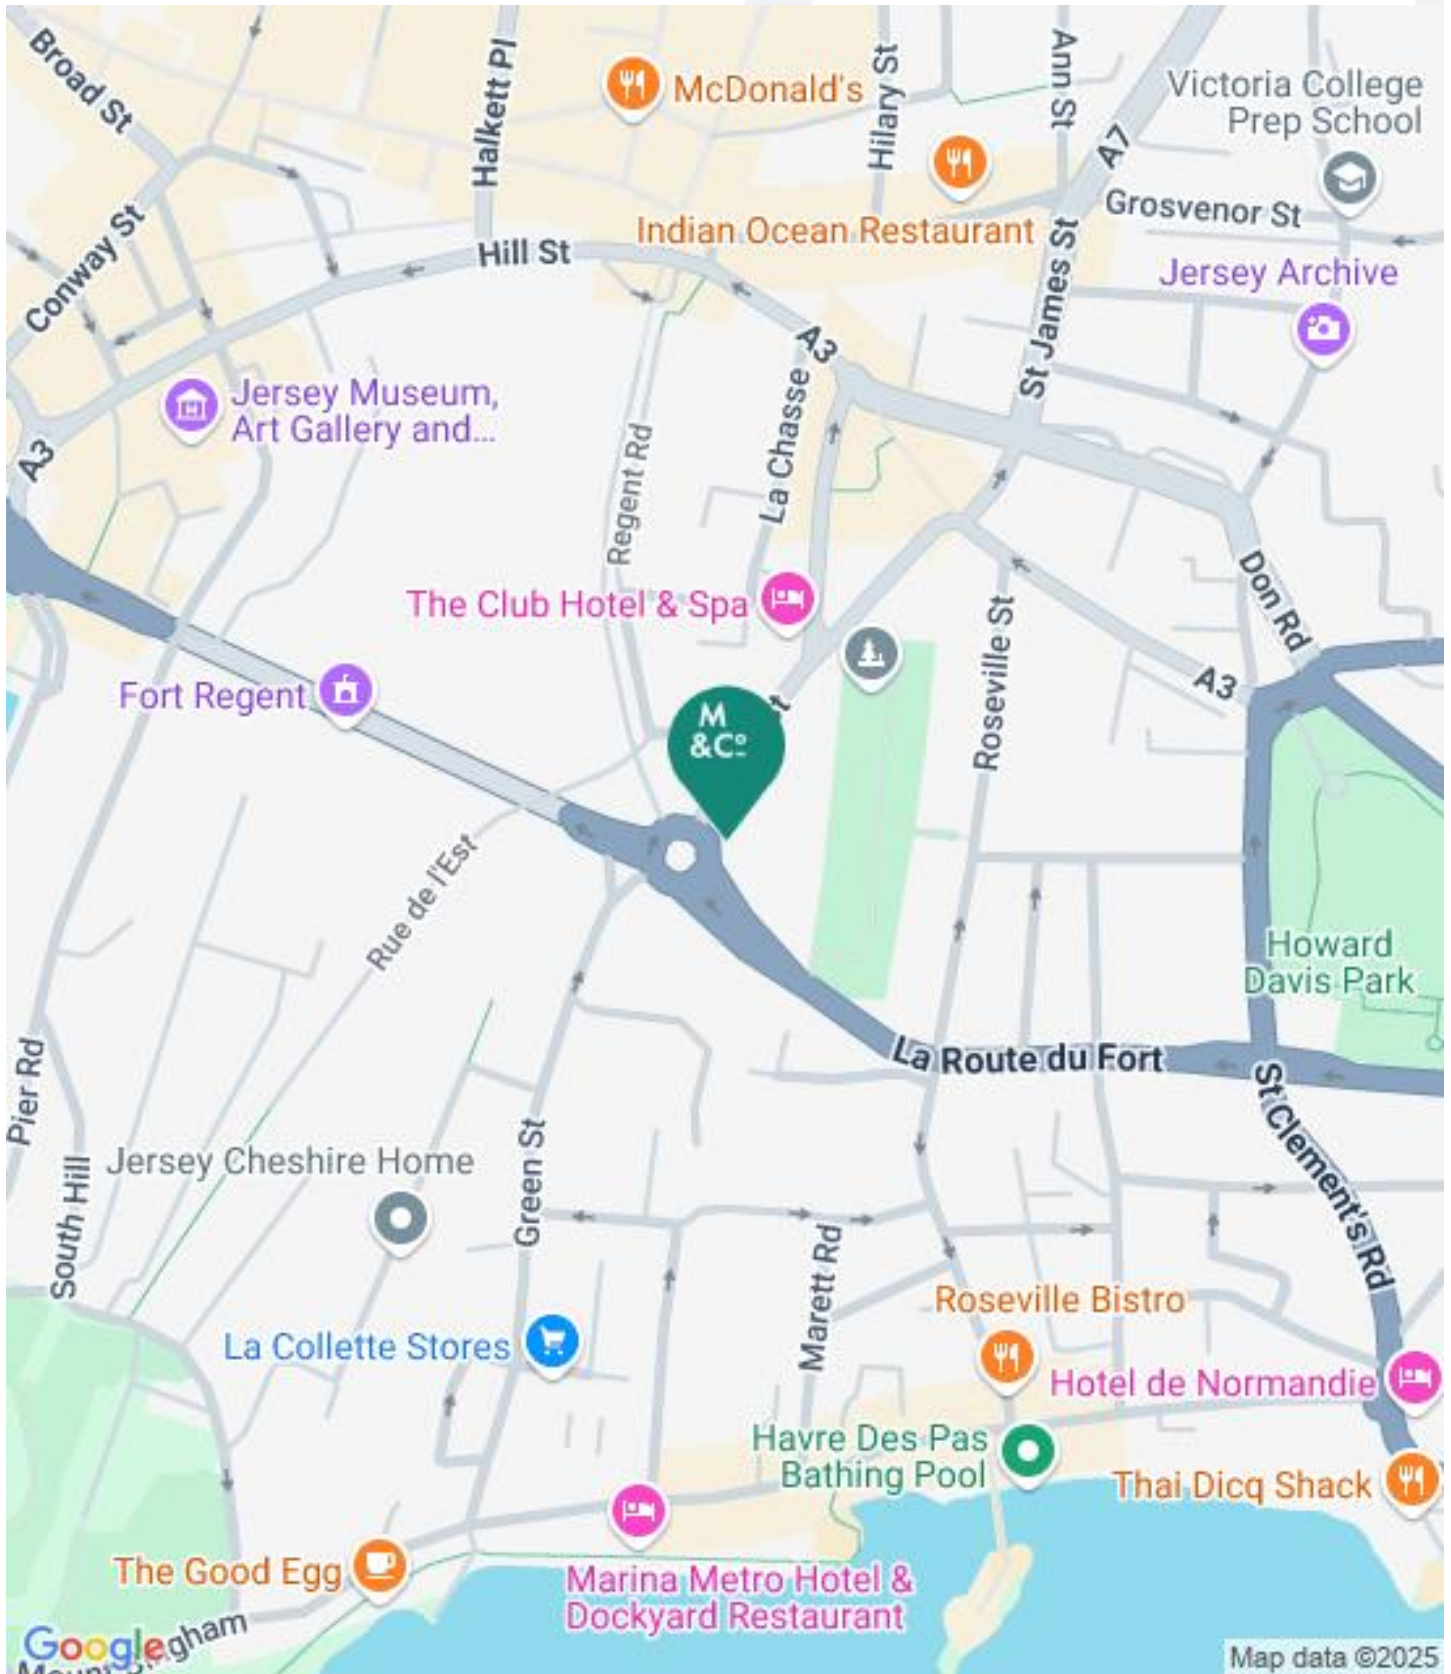 Broad St
Halkett Pl
McDonald's
Hilary St
Ann St
A7
Victoria College
Prep School
Conway St
Hill St
Indian Ocean Restaurant
Grosvenor St
Jersey Archive
A3
St James St
Jersey Museum,
Art Gallery and...
A3
La Chasse
Regent Rd
The Club Hotel & Spa
Roseville St
Don Rd
A3
Fort Regent
M
&Co
Rue de l'Est
Howard
Davis Park
La Route du Fort
Pier Rd
South Hill
Jersey Cheshire Home
Green St
St Clement's Rd
Marett Rd
Roseville Bistro
La Collette Stores
Hotel de Normandie
Havre Des Pas
Bathing Pool
Thai Dicq Shack
The Good Egg
Marina Metro Hotel &
Dockyard Restaurant
Google
Map data ©2025